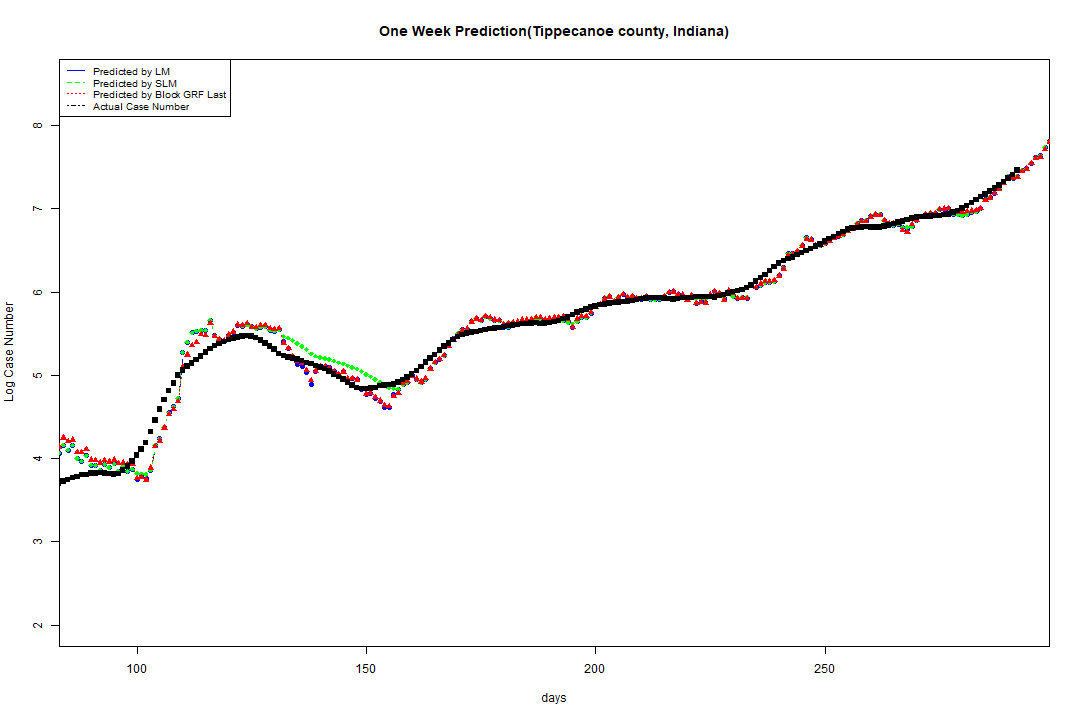 One Week Prediction(Tippecanoe county, Indiana)
Predicted by LM
Predicted by SLM
Predicted by Block GRF Last
Actual Case Number
8
7
6
5
4
3
2
Log Case Number
100 150 200 250
days